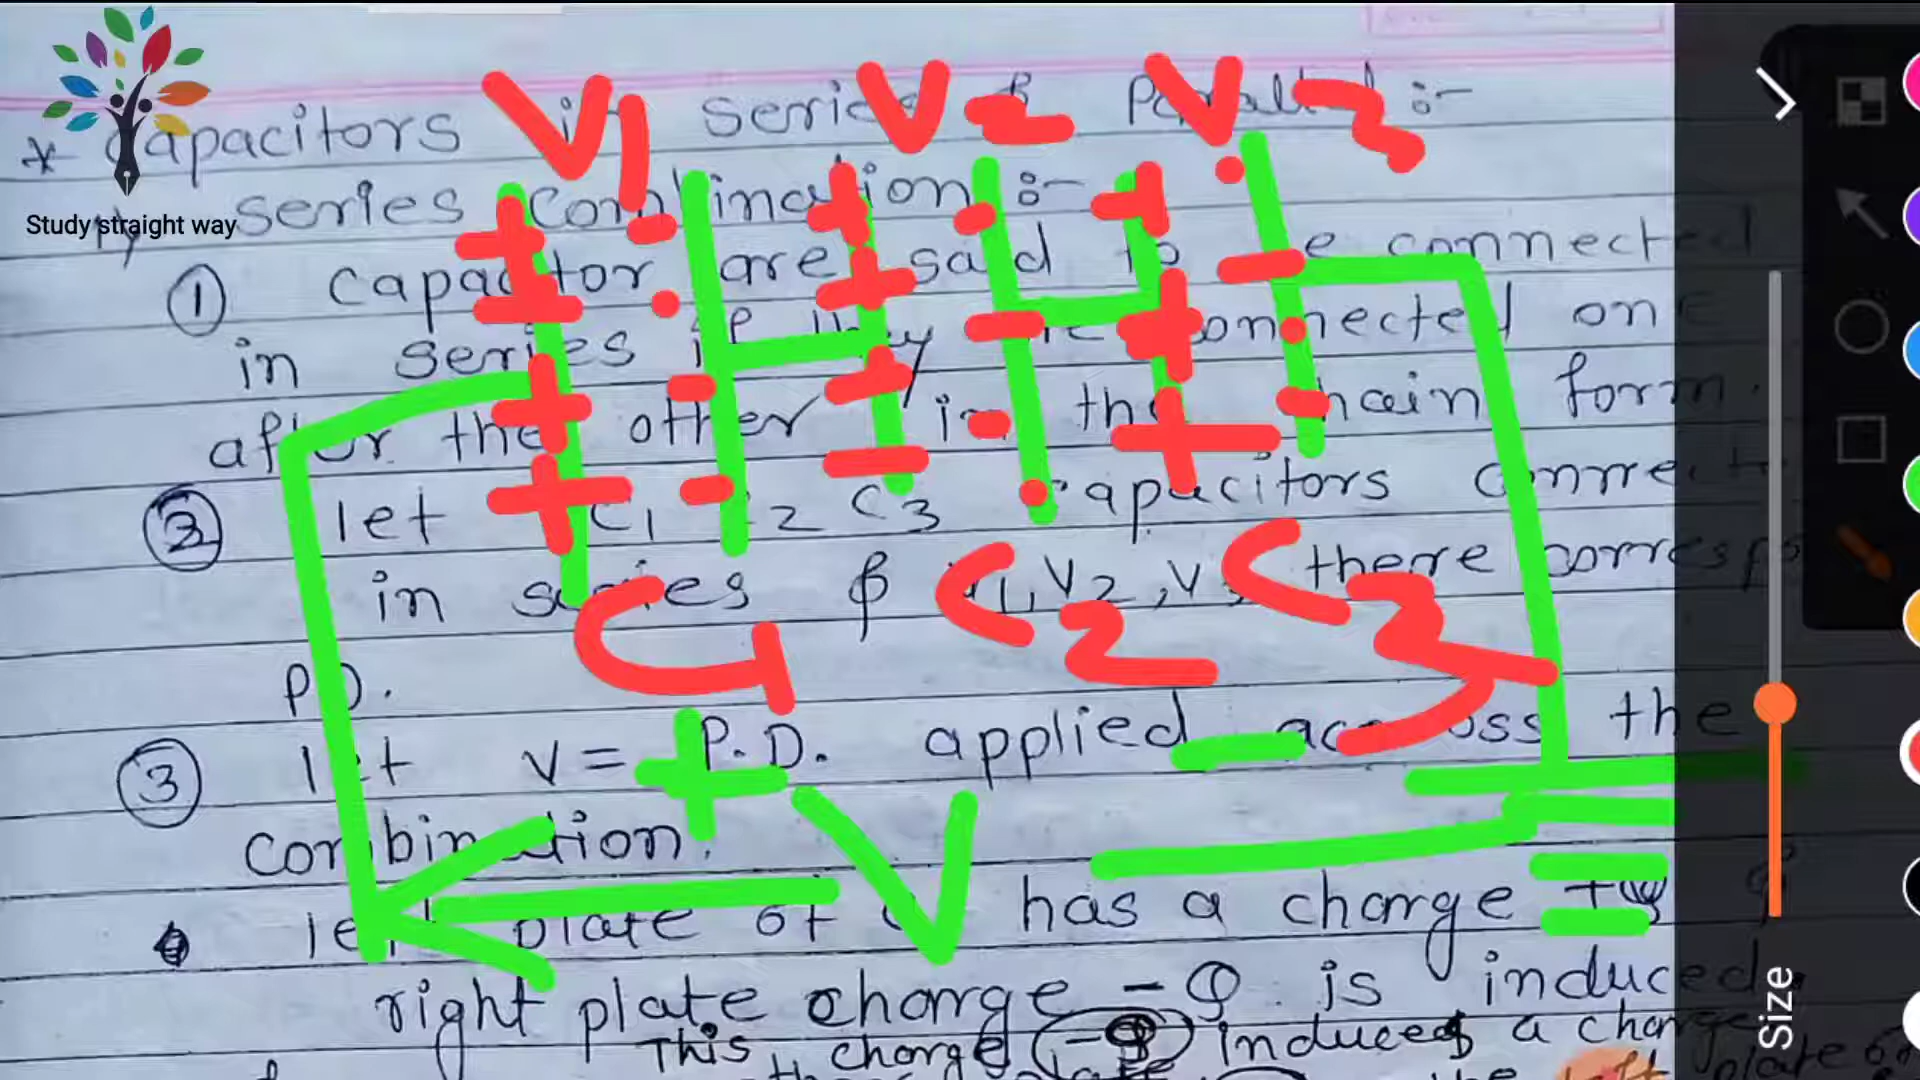 V1 V2 V3
* Capacitors in series & Parallel :-
Study straight way
1) series Combination :-
① Capacitor are said to be connected
in series if they are connected one
after the other in the chain form.
② let C1 C2 C3 capacitors connect
in series & V1, V2, V3 there corresp
C1 C2 C3
P.D.
③ let V = P.D. applied across the
combination.
+ V
left plate of has a charge +Q
right plate charge -Q is induced
This charge -Q induces a charge
Size